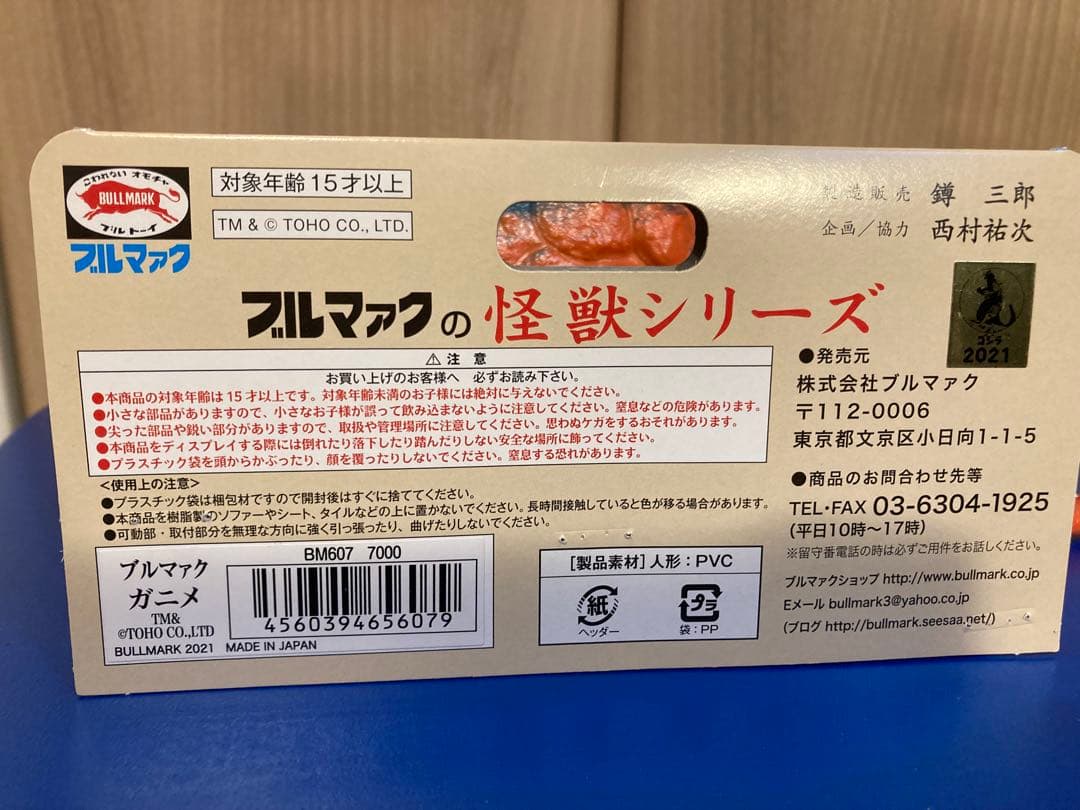 こわれない オモチャ
BULLMARK
ブルトーイ
ブルマァク
対象年齢15才以上
TM & © TOHO CO., LTD.
製造販売 鐏 三郎
企画／協力 西村祐次
ブルマァクの怪獣シリーズ
ゴジラ
2021
⚠注 意
お買い上げのお客様へ 必ずお読み下さい。
●本商品の対象年齢は15才以上です。対象年齢未満のお子様には絶対に与えないでください。
●小さな部品がありますので、小さなお子様が誤って飲み込まないように注意してください。窒息などの危険があります。
●尖った部品や鋭い部分がありますので、取扱や管理場所に注意してください。思わぬケガをするおそれがあります。
●本商品をディスプレイする際には倒れたり落下したり踏んだりしない安全な場所に飾ってください。
●プラスチック袋を頭からかぶったり、顔を覆ったりしないでください。窒息する恐れがあります。
<使用上の注意>
●プラスチック袋は梱包材ですので開封後はすぐに捨ててください。
●本商品を樹脂製のソファーやシート、タイルなどの上に置かないでください。長時間接触していると色が移る場合があります。
●可動部・取付部分を無理な方向に強く引っ張ったり、曲げたりしないでください。
●発売元
株式会社ブルマァク
〒112-0006
東京都文京区小日向1-1-5
●商品のお問合わせ先等
TEL・FAX 03-6304-1925
(平日10時〜17時)
※留守番電話の時は必ずご用件をお話しください。
ブルマァクショップ http://www.bullmark.co.jp
Eメール bullmark3@yahoo.co.jp
(ブログ http://bullmark.seesaa.net/)
BM607 7000
ブルマァク
ガニメ
TM&
©TOHO CO.,LTD
BULLMARK 2021 MADE IN JAPAN
4560394656079
[製品素材] 人形：PVC
紙
ヘッダー
プラ
袋：PP